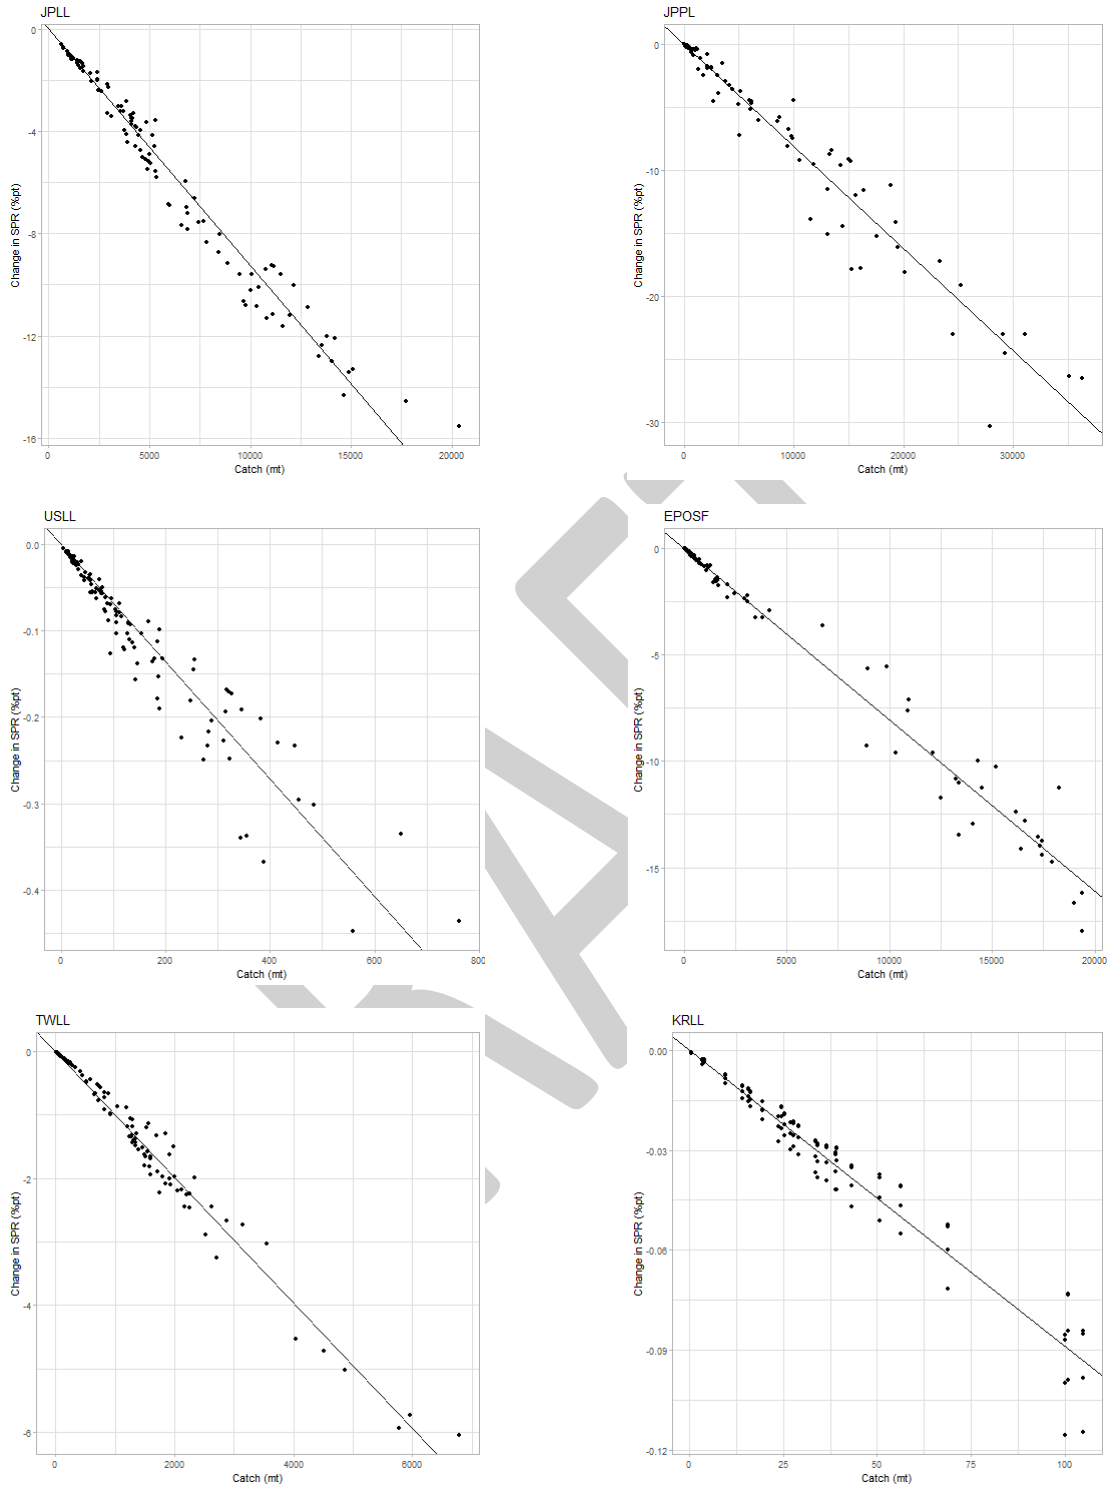 JPLL
0
-4
-8
-12
-16
Change in SPR (%pt)
0 5000 10000 15000 20000
Catch (mt)
JPPL
0
-10
-20
-30
Change in SPR (%pt)
0 10000 20000 30000
Catch (mt)
USLL
0.0
-0.1
-0.2
-0.3
-0.4
Change in SPR (%pt)
0 200 400 600 800
Catch (mt)
EPOSF
0
-5
-10
-15
Change in SPR (%pt)
0 5000 10000 15000 20000
Catch (mt)
TWLL
0
-2
-4
-6
Change in SPR (%pt)
0 2000 4000 6000
Catch (mt)
KRLL
0.00
-0.03
-0.06
-0.09
-0.12
Change in SPR (%pt)
0 25 50 75 100
Catch (mt)